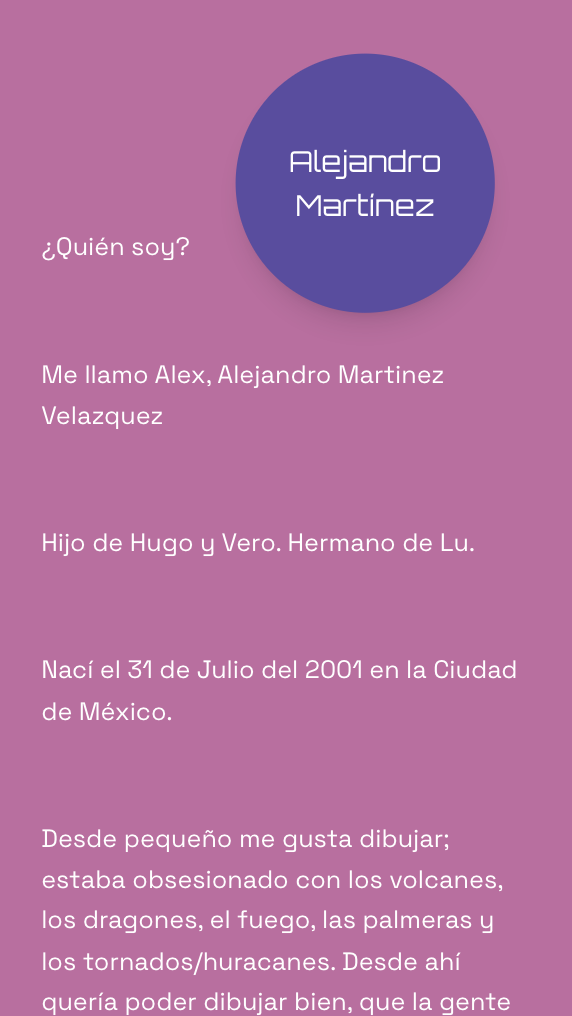 Alejandro
Martínez
¿Quién soy?
Me llamo Alex, Alejandro Martinez
Velazquez
Hijo de Hugo y Vero. Hermano de Lu.
Nací el 31 de Julio del 2001 en la Ciudad
de México.
Desde pequeño me gusta dibujar;
estaba obsesionado con los volcanes,
los dragones, el fuego, las palmeras y
los tornados/huracanes. Desde ahí
quería poder dibujar bien, que la gente